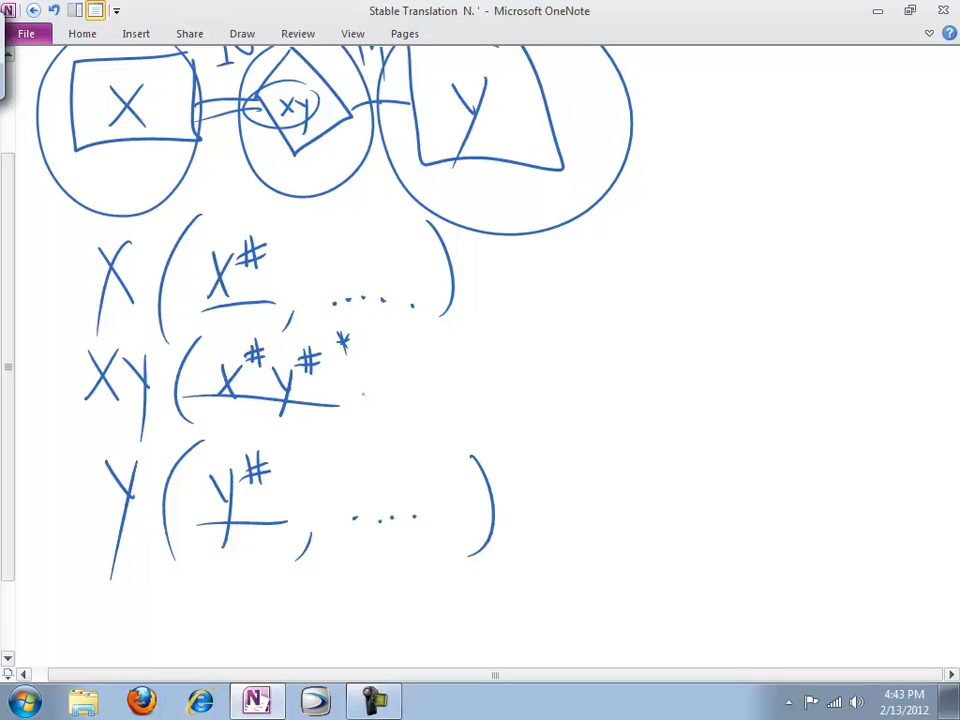 Stable Translation N. ' - Microsoft OneNote
File Home Insert Share Draw Review View Pages
X xy y
X ( X# , ..... )
XY ( X# y# *
Y ( y# , .... )
4:43 PM
2/13/2012